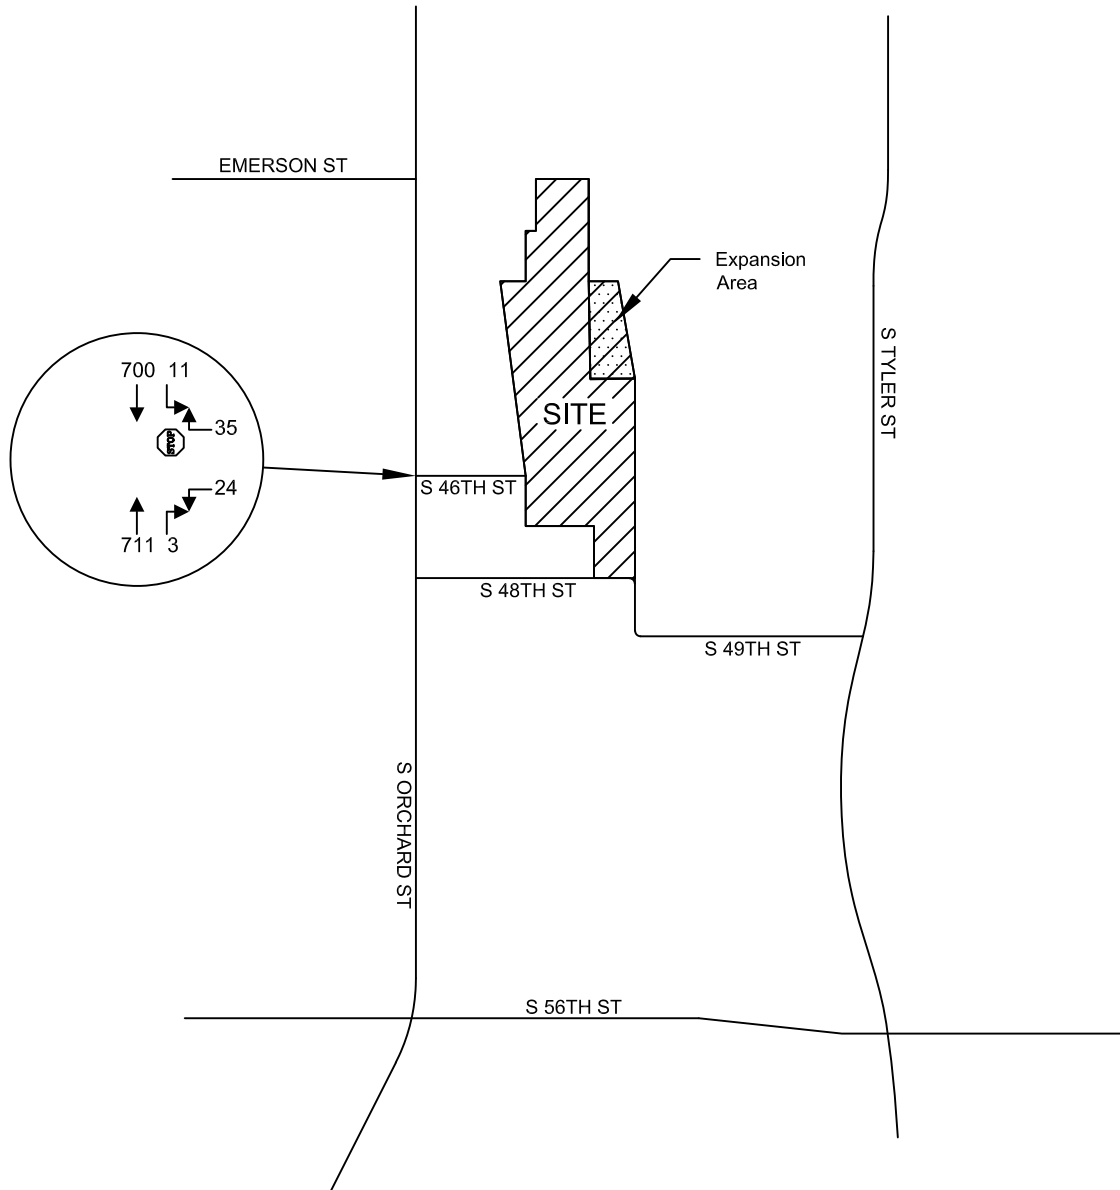 EMERSON ST
Expansion
Area
S TYLER ST
700 11
35
STOP
24
711 3
SITE
S 46TH ST
S 48TH ST
S 49TH ST
S ORCHARD ST
S 56TH ST